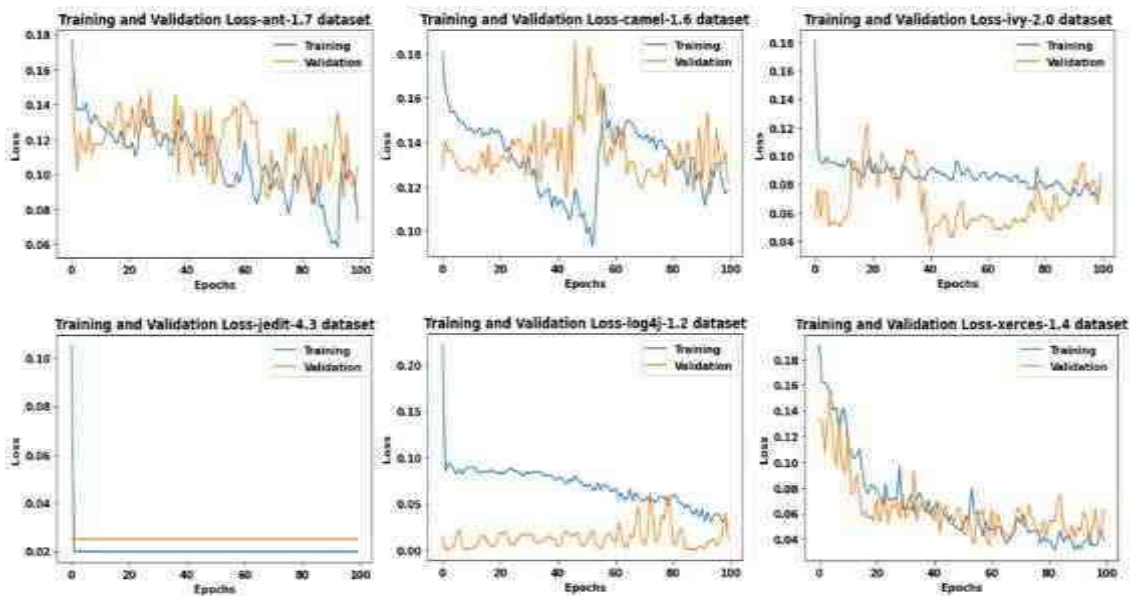 Training and Validation Loss-ant-1.7 dataset
Training
Validation
0.18
0.16
0.14
0.12
0.10
0.08
0.06
Loss
0 20 40 60 80 100
Epochs
Training and Validation Loss-camel-1.6 dataset
Training
Validation
0.18
0.16
0.14
0.12
0.10
Loss
0 20 40 60 80 100
Epochs
Training and Validation Loss-ivy-2.0 dataset
Training
Validation
0.18
0.16
0.14
0.12
0.10
0.08
0.06
0.04
Loss
0 20 40 60 80 100
Epochs
Training and Validation Loss-jedit-4.3 dataset
Training
Validation
0.10
0.08
0.06
0.04
0.02
Loss
0 20 40 60 80 100
Epochs
Training and Validation Loss-log4j-1.2 dataset
Training
Validation
0.20
0.15
0.10
0.05
0.00
Loss
0 20 40 60 80 100
Epochs
Training and Validation Loss-xerces-1.4 dataset
Training
Validation
0.18
0.16
0.14
0.12
0.10
0.08
0.06
0.04
Loss
0 20 40 60 80 100
Epochs